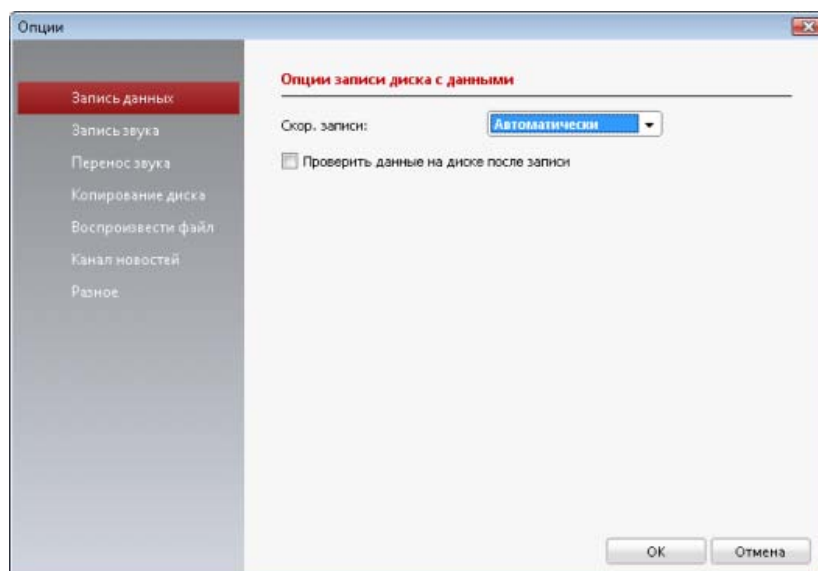 Опции
Запись данных
Запись звука
Перенос звука
Копирование диска
Воспроизвести файл
Канал новостей
Разное
Опции записи диска с данными
Скор. записи:
Автоматически
Проверить данные на диске после записи
OK
Отмена